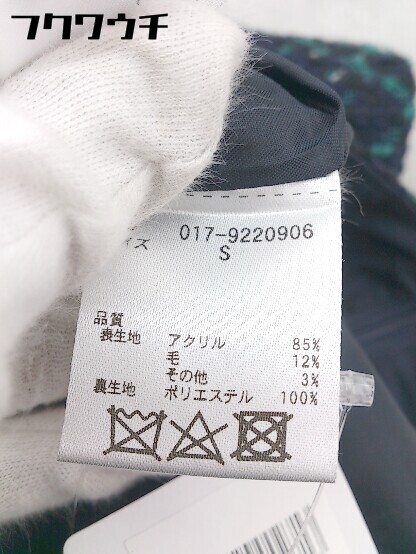 フクワウチ
イズ 017-9220906
S
品質
表生地 アクリル 85%
毛 12%
その他 3%
裏生地 ポリエステル 100%